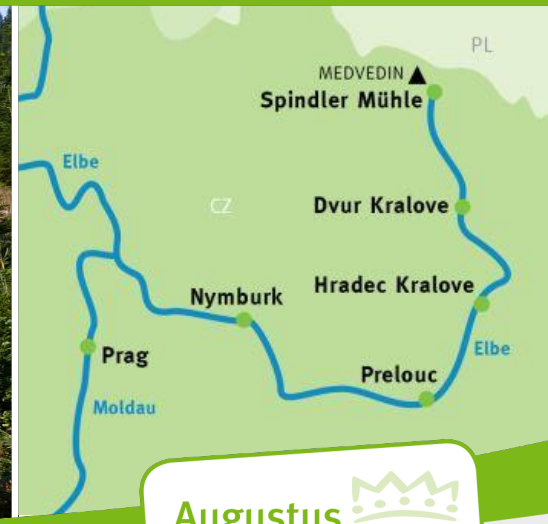 PL
MEDVEDIN
Spindler Mühle
Elbe
CZ
Dvur Kralove
Hradec Kralove
Nymburk
Elbe
Prag
Prelouc
Moldau
Augustus